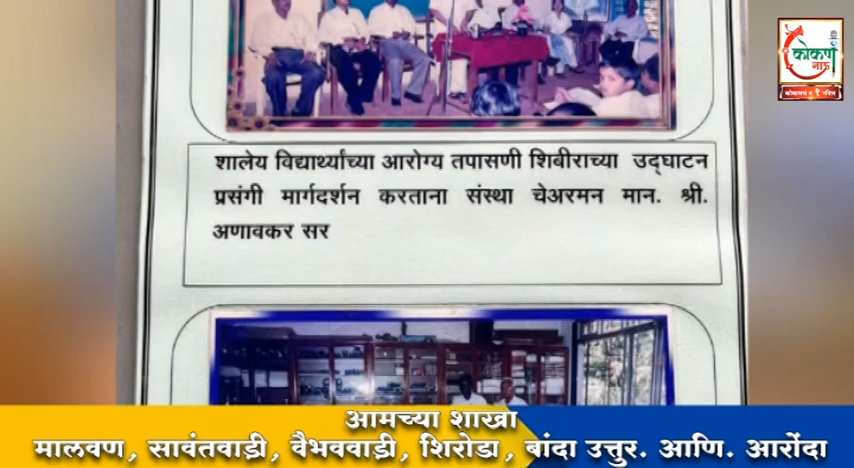 कोकण
नाऊ
शालेय विद्यार्थ्यांच्या आरोग्य तपासणी शिबीराच्या उद्घाटन
प्रसंगी मार्गदर्शन करताना संस्था चेअरमन मान. श्री.
अणावकर सर
आमच्या शाखा
मालवण, सावंतवाडी, वैभववाडी, शिरोडा, बांदा उत्तुर. आणि. आरोंदा